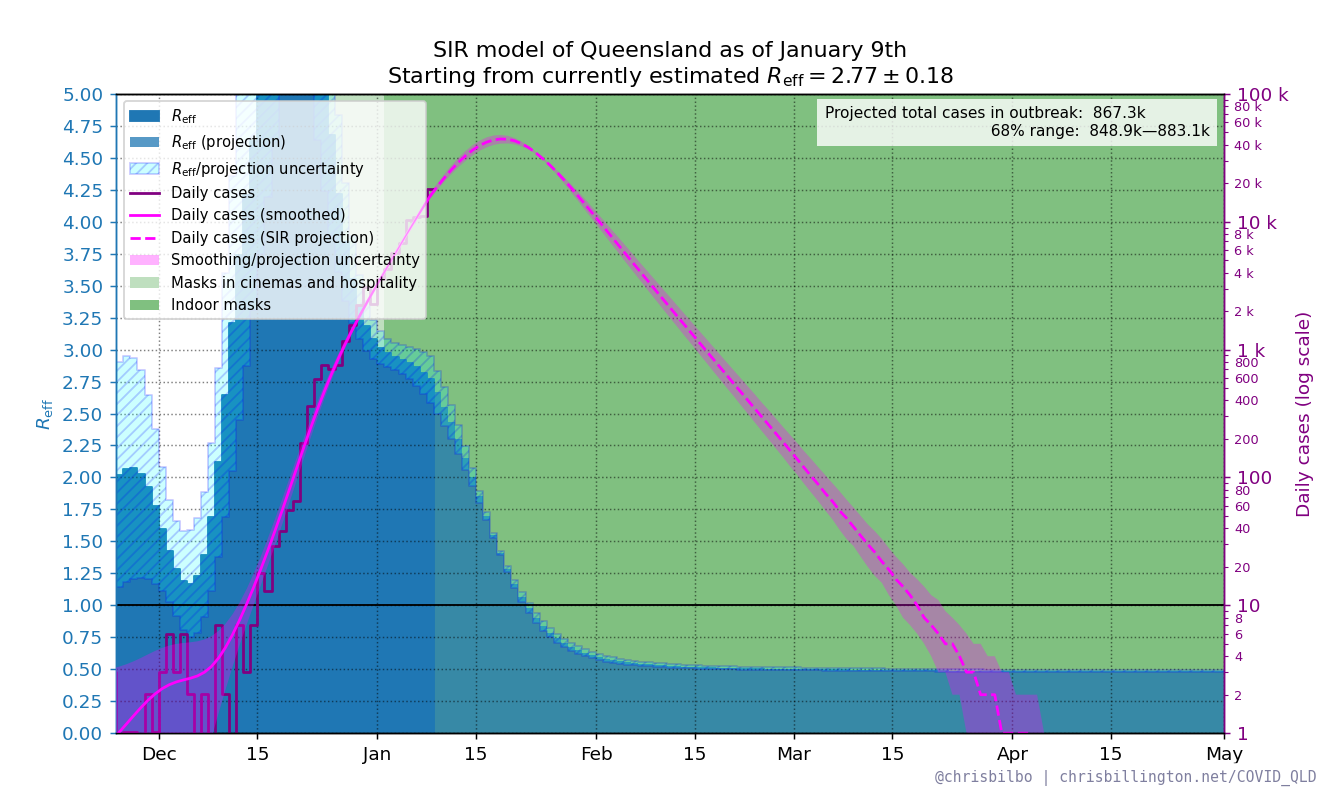 SIR model of Queensland as of January 9th
Starting from currently estimated R_eff = 2.77 ± 0.18
R_eff
R_eff (projection)
R_eff/projection uncertainty
Daily cases
Daily cases (smoothed)
Daily cases (SIR projection)
Smoothing/projection uncertainty
Masks in cinemas and hospitality
Indoor masks
Projected total cases in outbreak: 867.3k
68% range: 848.9k—883.1k
R_eff
5.00
4.75
4.50
4.25
4.00
3.75
3.50
3.25
3.00
2.75
2.50
2.25
2.00
1.75
1.50
1.25
1.00
0.75
0.50
0.25
0.00
100 k
80 k
60 k
40 k
20 k
10 k
8 k
6 k
4 k
2 k
1 k
800
600
400
200
100
80
60
40
20
10
8
6
4
2
1
Daily cases (log scale)
Dec 15 Jan 15 Feb 15 Mar 15 Apr 15 May
@chrisbilbo | chrisbillington.net/COVID_QLD